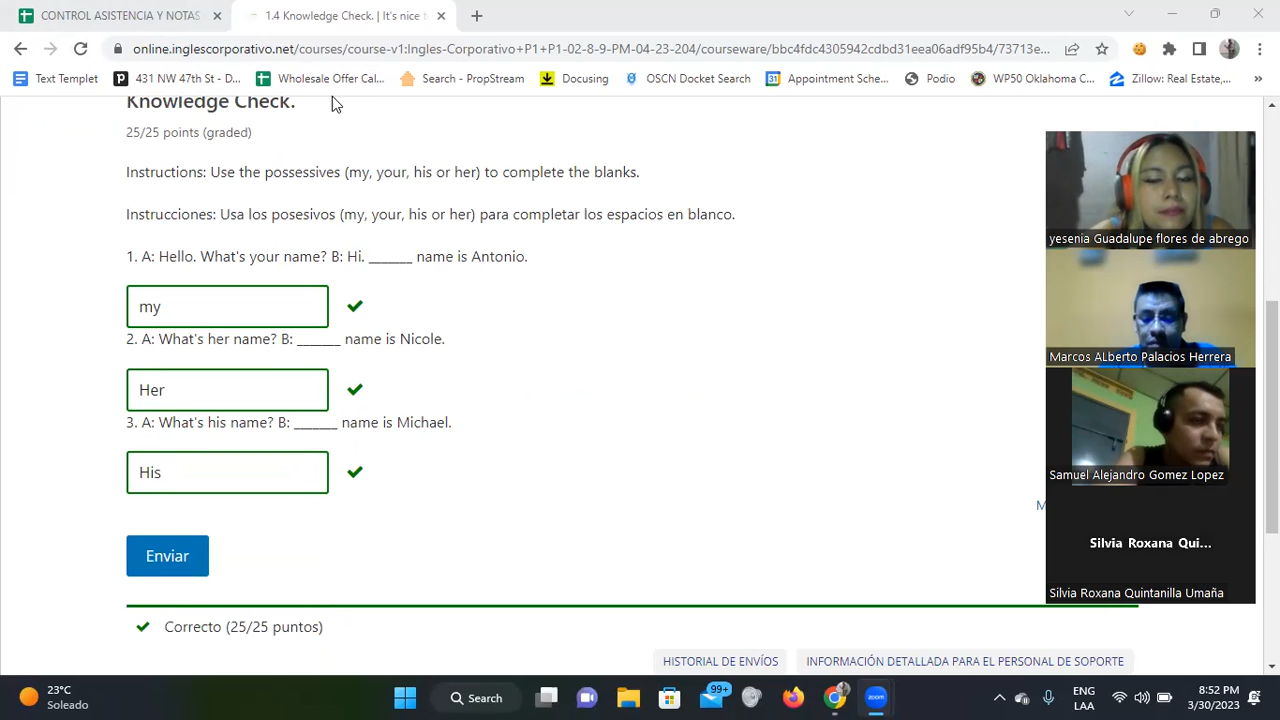 CONTROL ASISTENCIA Y NOTAS
1.4 Knowledge Check. | It's nice t
online.inglescorporativo.net/courses/course-v1:Ingles-Corporativo+P1+P1-02-8-9-PM-04-23-204/courseware/bbc4fdc4305942cdbd31eea06adf95b4/73713e...
Text Templet
431 NW 47th St - D...
Wholesale Offer Cal...
Search - PropStream
Docusing
OSCN Docket Search
Appointment Sche...
Podio
WP50 Oklahoma C...
Zillow: Real Estate,...
Knowledge Check.
25/25 points (graded)
Instructions: Use the possessives (my, your, his or her) to complete the blanks.
Instrucciones: Usa los posesivos (my, your, his or her) para completar los espacios en blanco.
1. A: Hello. What's your name? B: Hi. _______ name is Antonio.
my
2. A: What's her name? B: _______ name is Nicole.
Her
3. A: What's his name? B: _______ name is Michael.
His
M
Enviar
Correcto (25/25 puntos)
HISTORIAL DE ENVÍOS
INFORMACIÓN DETALLADA PARA EL PERSONAL DE SOPORTE
yesenia Guadalupe flores de abrego
Marcos ALberto Palacios Herrera
Samuel Alejandro Gomez Lopez
Silvia Roxana Qui...
Silvia Roxana Quintanilla Umaña
23°C
Soleado
Search
99+
zoom
ENG
LAA
8:52 PM
3/30/2023